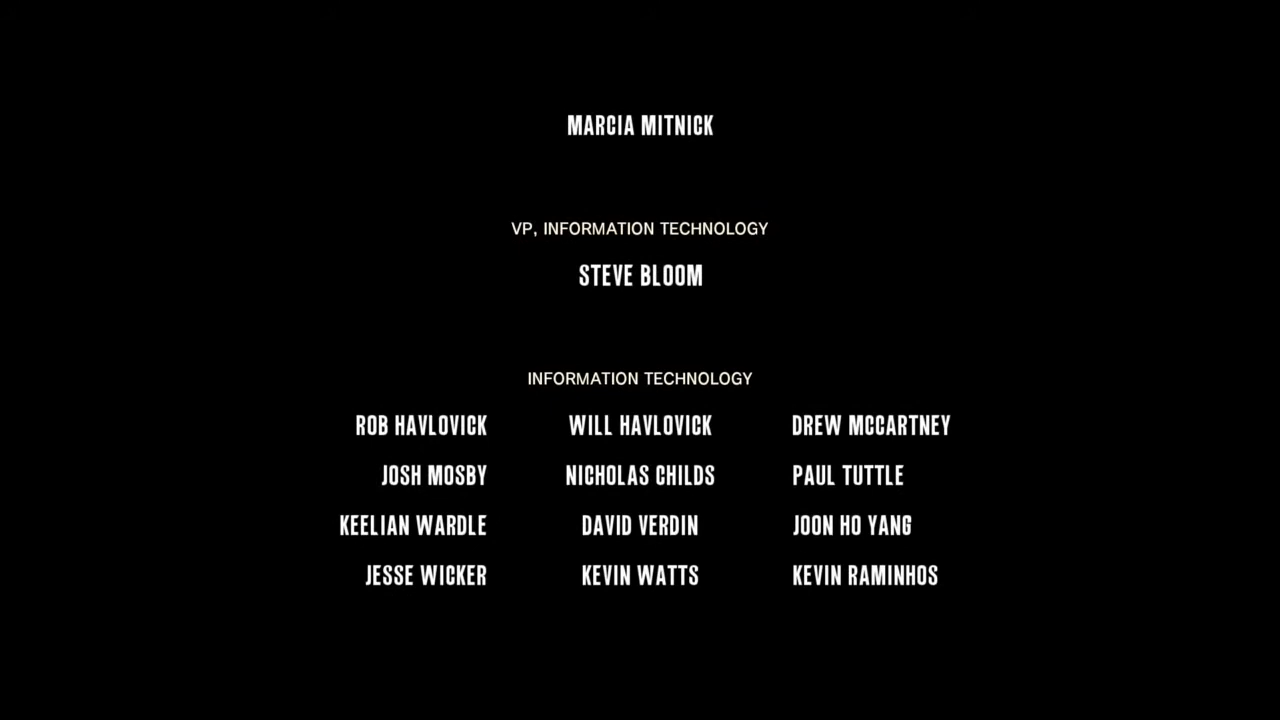 MARCIA MITNICK
VP, INFORMATION TECHNOLOGY
STEVE BLOOM
INFORMATION TECHNOLOGY
ROB HAVLOVICK WILL HAVLOVICK DREW MCCARTNEY
JOSH MOSBY NICHOLAS CHILDS PAUL TUTTLE
KEELIAN WARDLE DAVID VERDIN JOON HO YANG
JESSE WICKER KEVIN WATTS KEVIN RAMINHOS